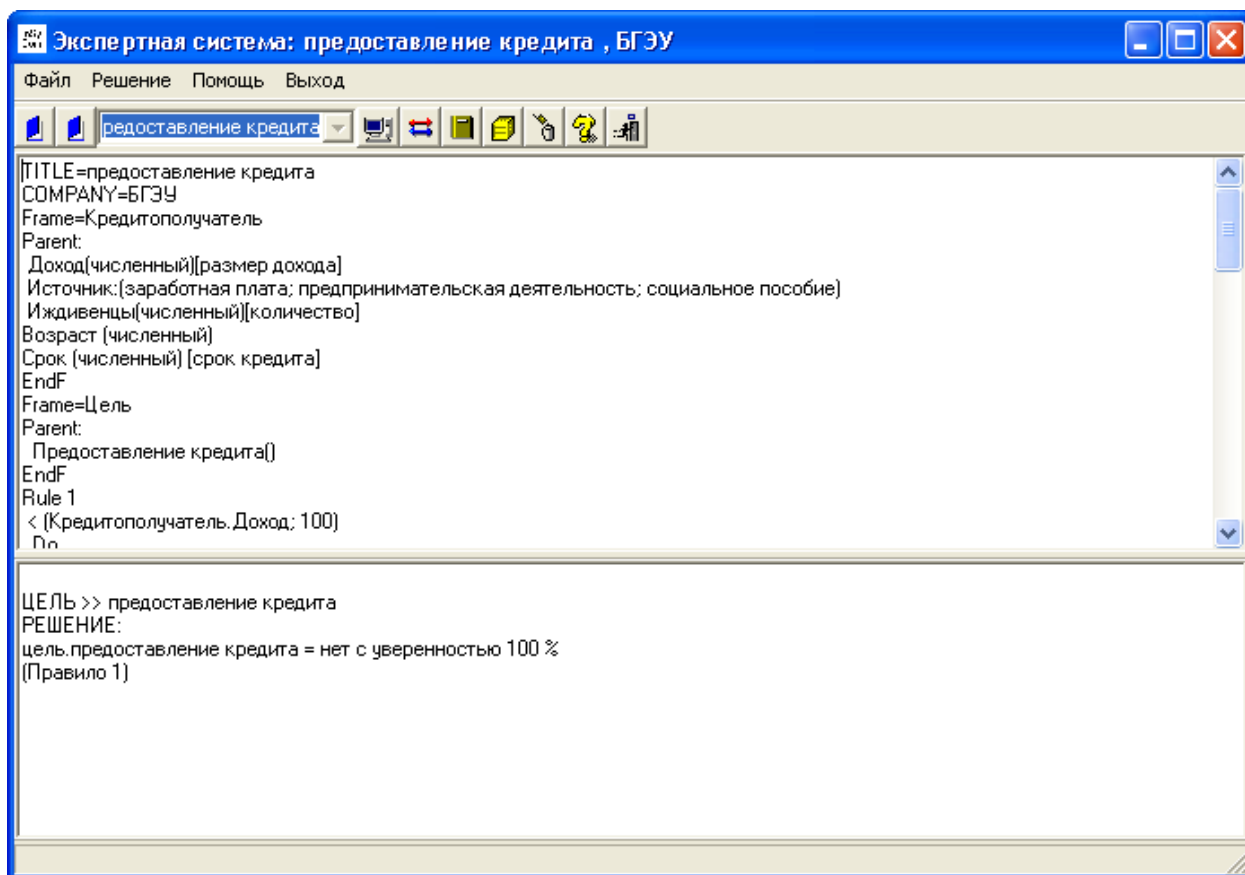 Экспертная система: предоставление кредита , БГЭУ
Файл Решение Помощь Выход
редоставление кредита
TITLE=предоставление кредита
COMPANY=БГЭУ
Frame=Кредитополучатель
Parent:
Доход(численный)[размер дохода]
Источник:(заработная плата; предпринимательская деятельность; социальное пособие)
Иждивенцы(численный)[количество]
Возраст (численный)
Срок (численный) [срок кредита]
EndF
Frame=Цель
Parent:
Предоставление кредита()
EndF
Rule 1
< (Кредитополучатель.Доход; 100)
Do
ЦЕЛЬ >> предоставление кредита
РЕШЕНИЕ:
цель.предоставление кредита = нет с уверенностью 100 %
(Правило 1)